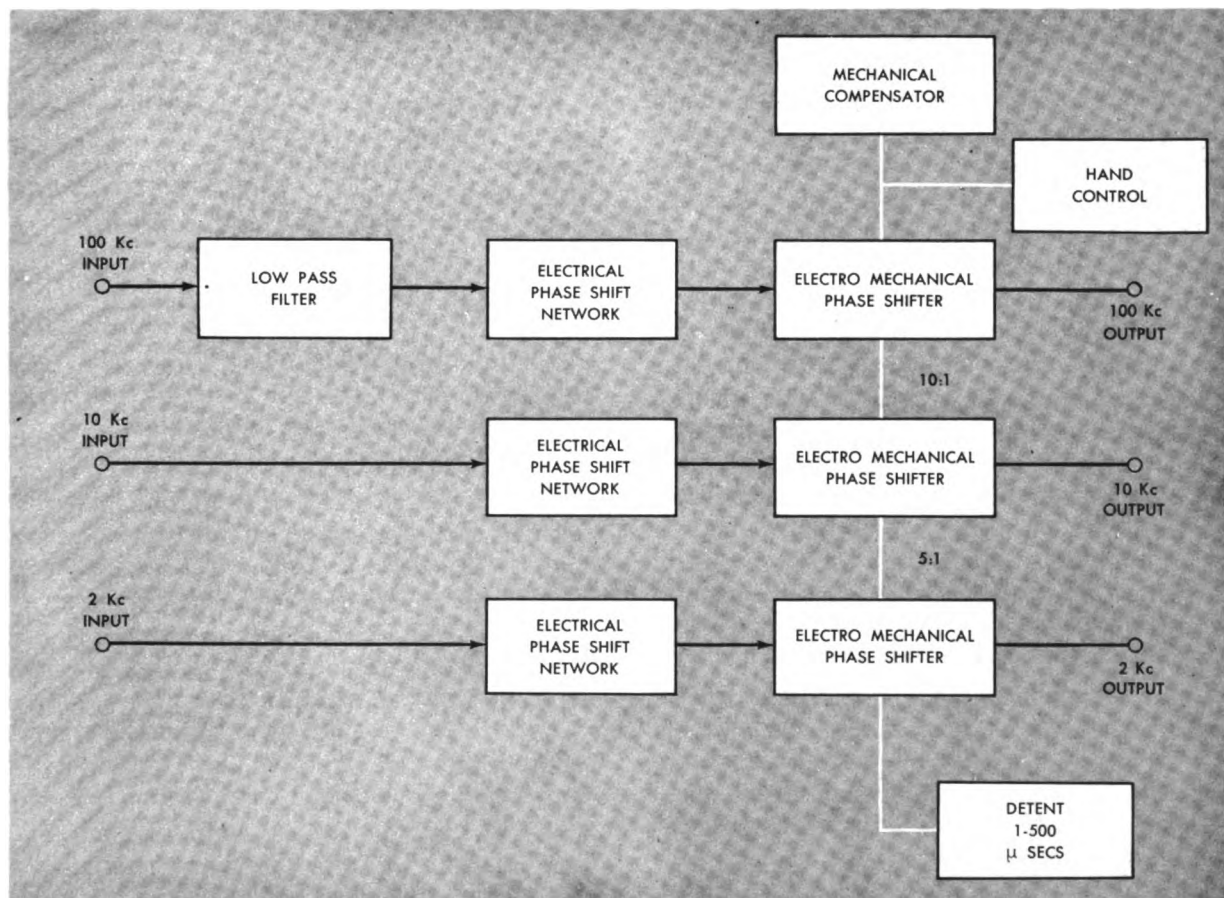 MECHANICAL
COMPENSATOR
HAND
CONTROL
100 Kc
INPUT
LOW PASS
FILTER
ELECTRICAL
PHASE SHIFT
NETWORK
ELECTRO MECHANICAL
PHASE SHIFTER
100 Kc
OUTPUT
10:1
10 Kc
INPUT
ELECTRICAL
PHASE SHIFT
NETWORK
ELECTRO MECHANICAL
PHASE SHIFTER
10 Kc
OUTPUT
5:1
2 Kc
INPUT
ELECTRICAL
PHASE SHIFT
NETWORK
ELECTRO MECHANICAL
PHASE SHIFTER
2 Kc
OUTPUT
DETENT
1-500
μ SECS